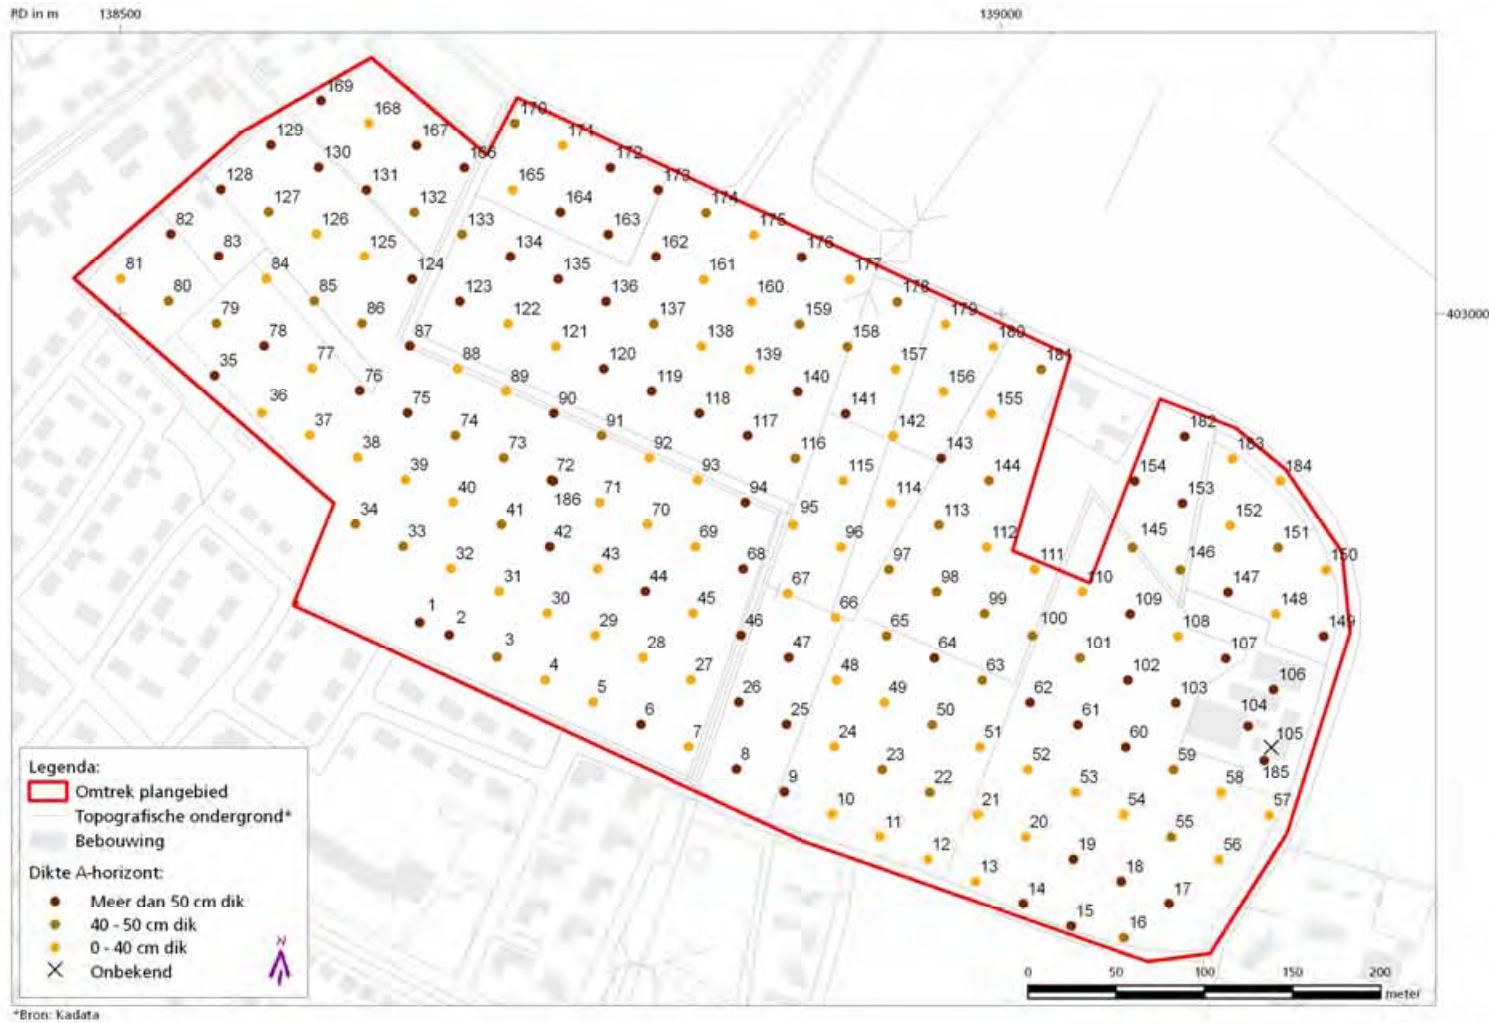 RD in m 138500 139000
169
168
170
129 167 171
130 166 172
128 131 165 173
127 132 164 174
82 126 133 163 175
83 125 134 162 176
81 84 124 135 161 177
80 85 123 136 160 178
79 86 122 137 159 179
403000
78 87 121 138 158 180
35 77 88 120 139 157 181
76 89 119 140 156
36 75 90 118 141 155
37 74 91 117 142 182
38 73 92 116 143 183
39 72 93 115 144 154 184
40 186 71 94 114 153
34 41 70 95 113 152
33 42 69 96 112 145 151
32 43 68 97 111 146 150
31 44 67 98 110 147
1 30 45 66 99 109 148
2 29 46 65 100 108 149
3 28 47 64 101 107
4 27 48 63 102 106
5 26 49 62 103
6 25 50 61 104
7 24 51 60 105
8 23 52 59 185
9 22 53 58
10 21 54 57
11 20 55
12 19 56
13 18
14 17
15 16
Legenda:
Omtrek plangebied
Topografische ondergrond*
Bebouwing
Dikte A-horizont:
Meer dan 50 cm dik
40 - 50 cm dik
0 - 40 cm dik
Onbekend
N
0 50 100 150 200
meter
*Bron: Kadata